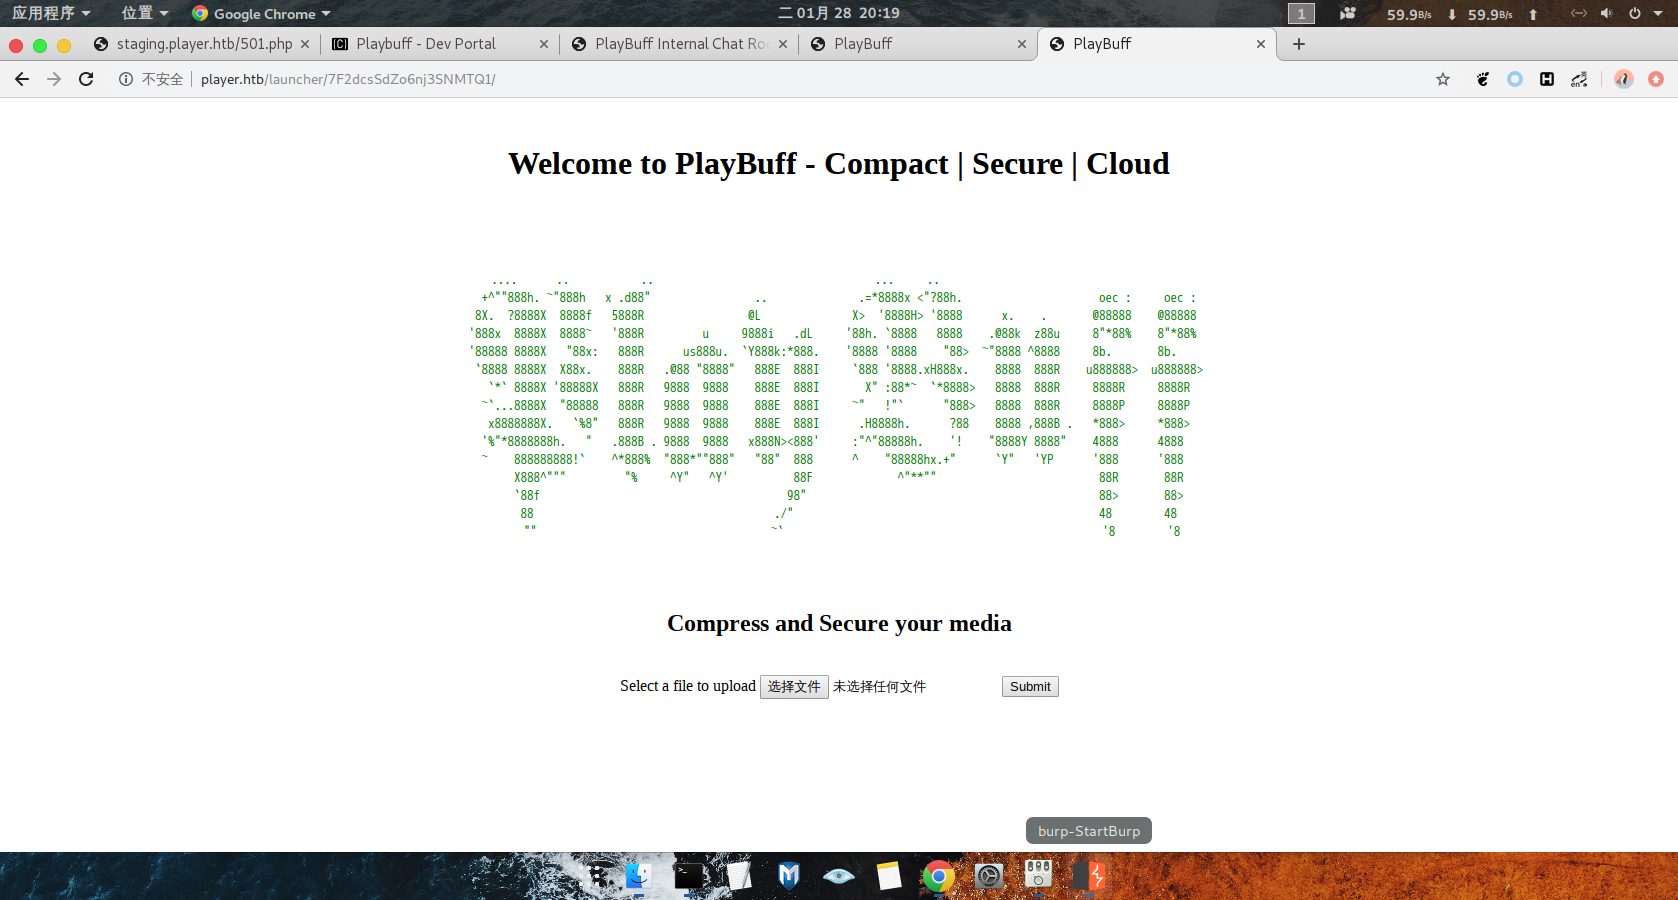 应用程序 位置 Google Chrome 二 01月 28 20:19 1 59.9B/s 59.9B/s
staging.player.htb/501.php Playbuff - Dev Portal PlayBuff Internal Chat Roo PlayBuff PlayBuff
不安全 player.htb/launcher/7F2dcsSdZo6nj3SNMTQ1/
Welcome to PlayBuff - Compact | Secure | Cloud
Compress and Secure your media
Select a file to upload 选择文件 未选择任何文件 Submit
burp-StartBurp